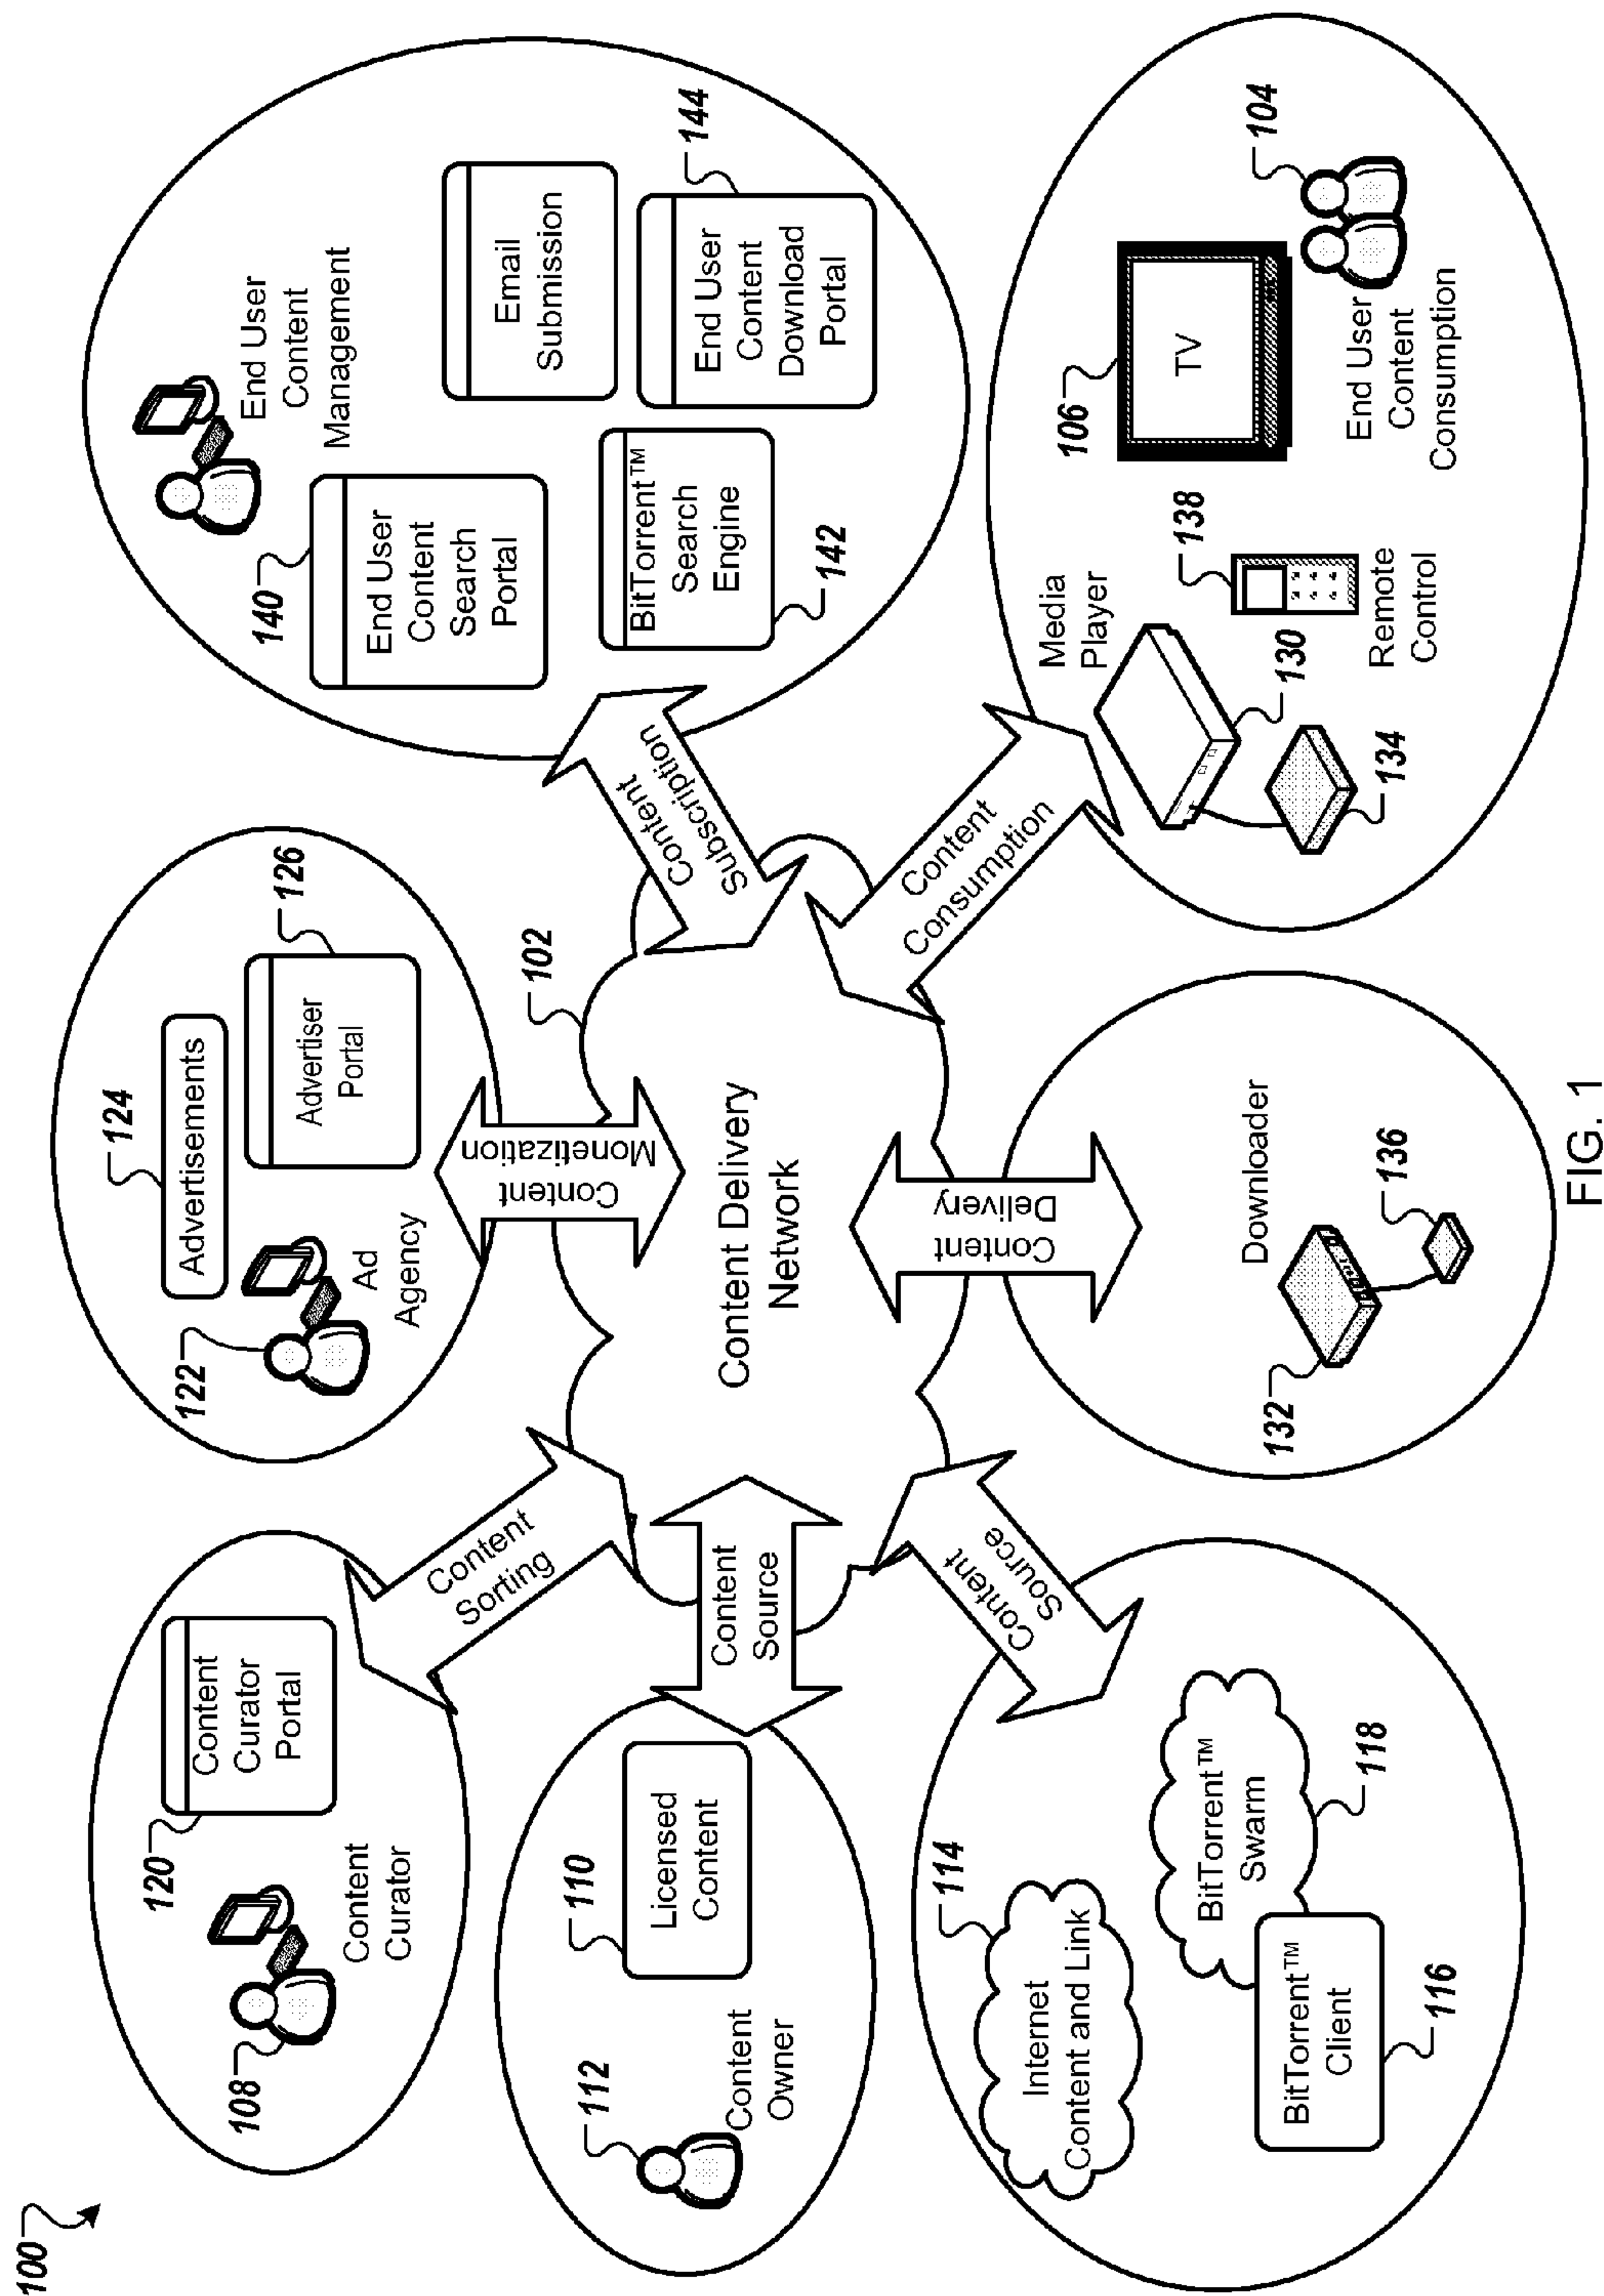 100
108
120
Content
Curator
Portal
Content
Curator
Content
Sorting
122
124
Advertisements
126
Advertiser
Portal
Ad
Agency
Content
Monetization
140
End User
Content
Management
End User
Content
Search
Portal
Email
Submission
144
BitTorrent™
Search
Engine
142
End User
Content
Download
Portal
Content
Subscription
112
Content
Owner
110
Licensed
Content
Content
Source
102
Content Delivery
Network
Content
Consumption
114
Internet
Content and Link
BitTorrent™
Swarm
118
BitTorrent™
Client
116
Content
Source
Content
Delivery
Downloader
132
136
Media
Player
130
134
138
Remote
Control
106
TV
104
End User
Content
Consumption
FIG. 1